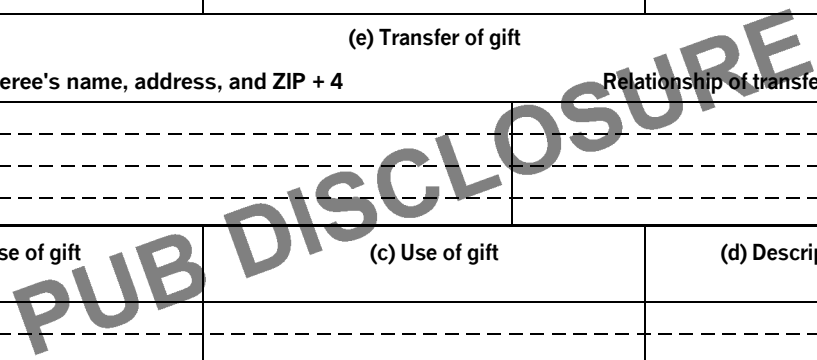 (e) Transfer of gift
eree's name, address, and ZIP + 4 Relationship of transfe
PUB DISCLOSURE
se of gift (c) Use of gift (d) Descrip